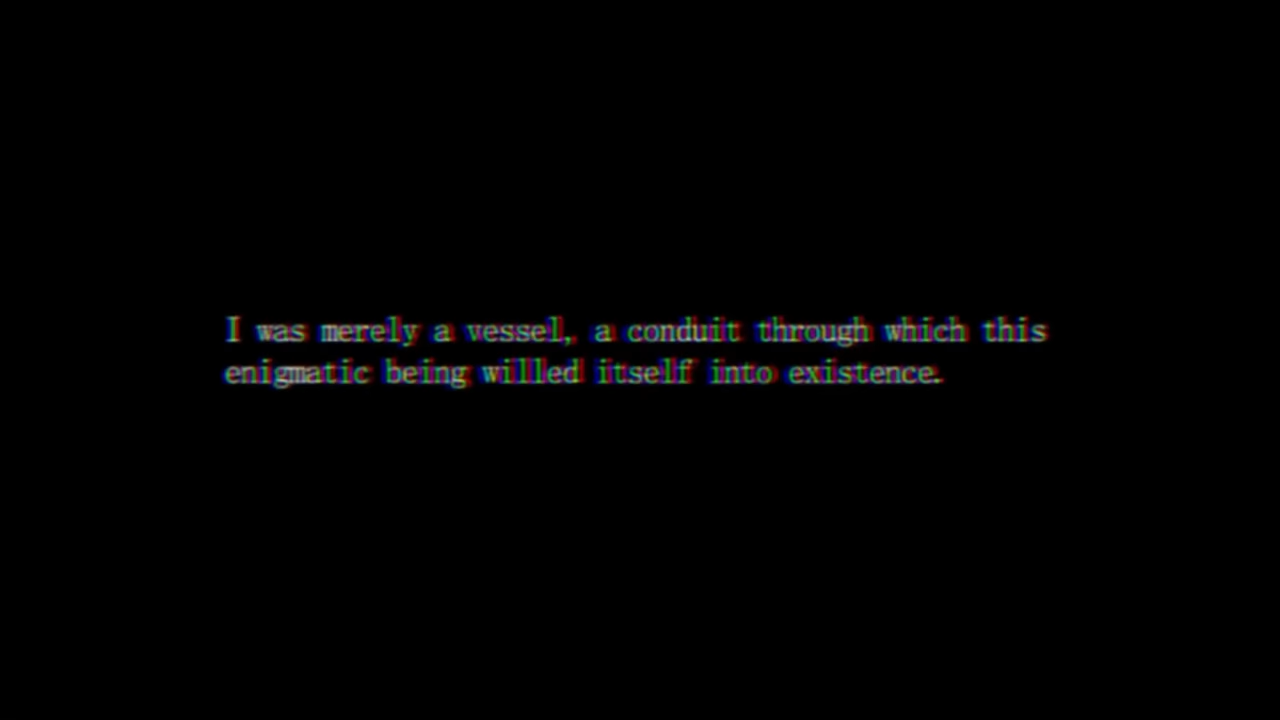 I was merely a vessel, a conduit through which this
enigmatic being willed itself into existence.